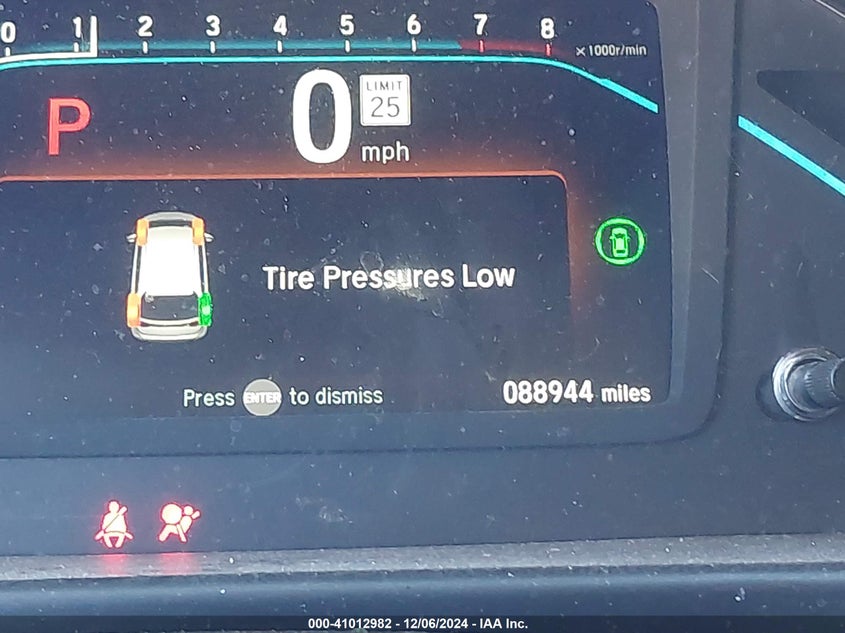 0 1 2 3 4 5 6 7 8
x1000r/min
P
0
LIMIT
25
mph
Tire Pressures Low
Press ENTER to dismiss
088944 miles
000-41012982 - 12/06/2024 - IAA Inc.